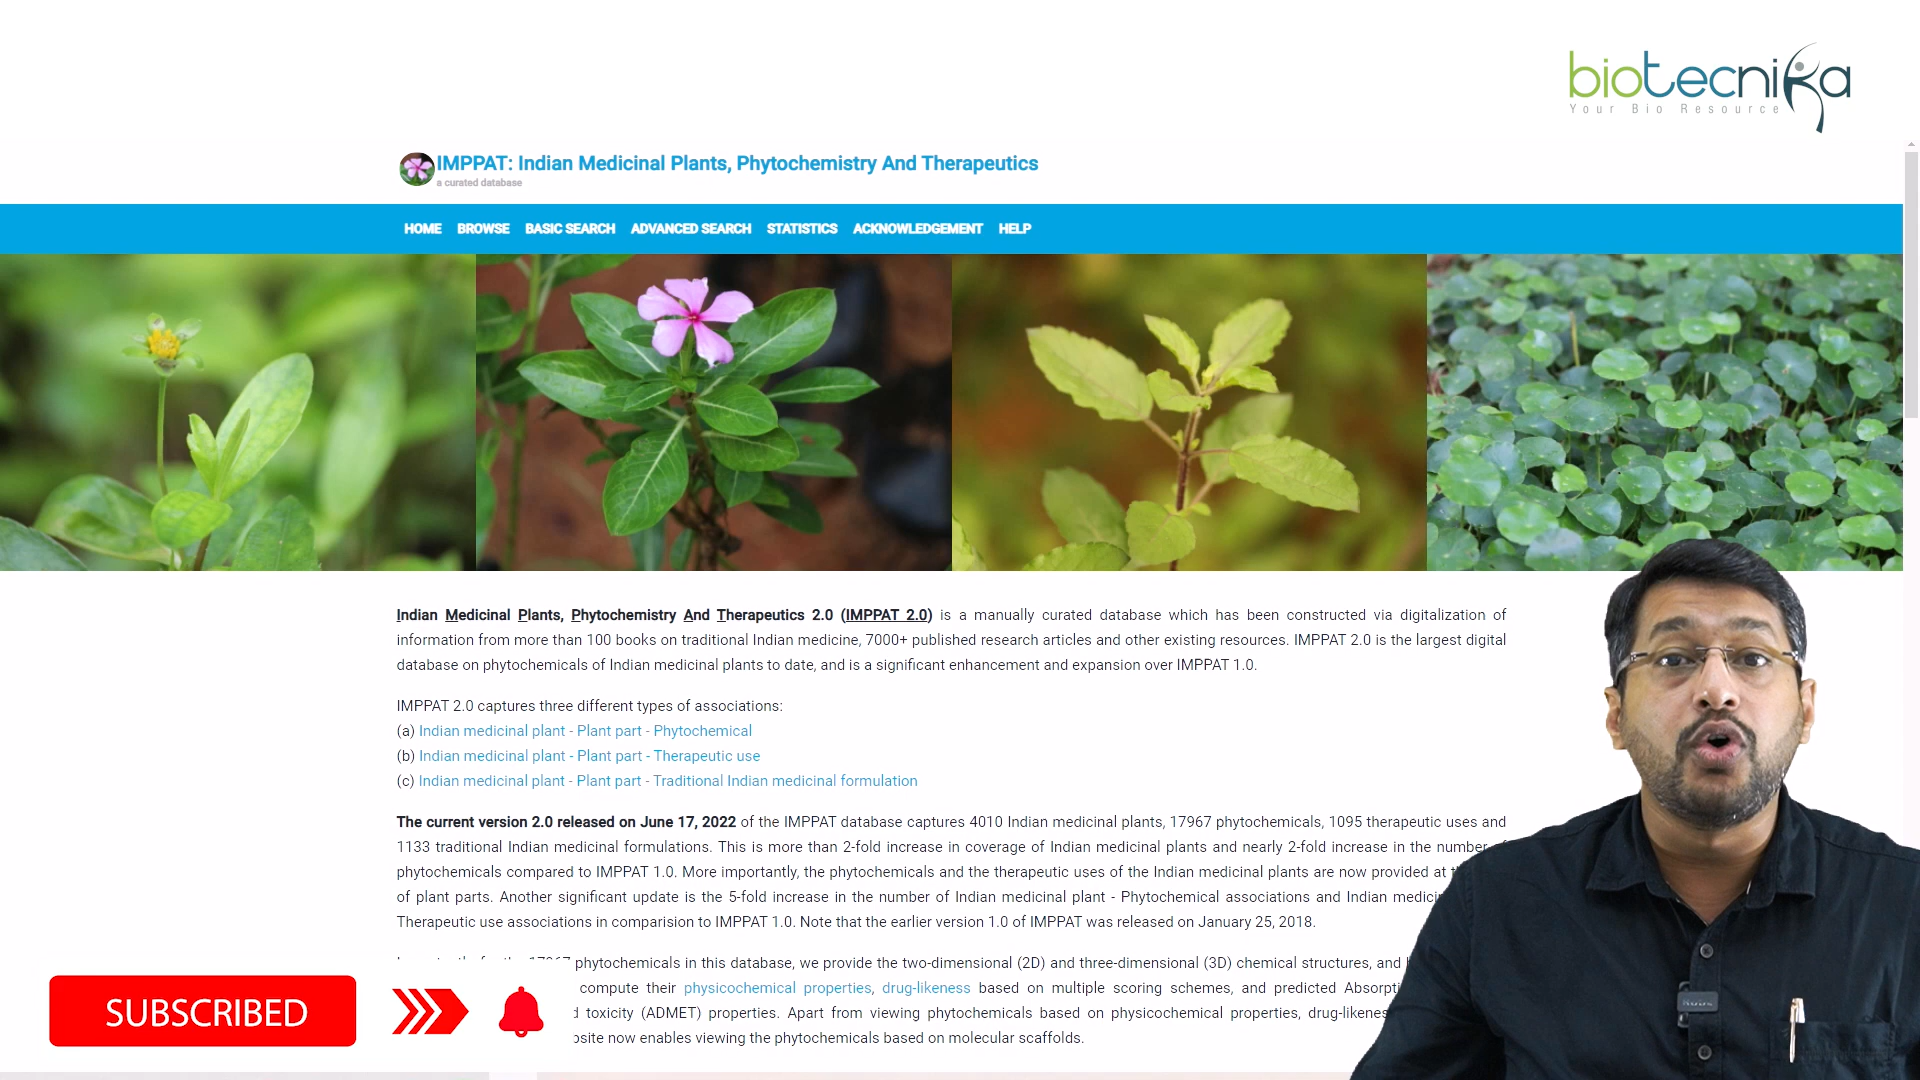 biotecnika
Your Bio Resource
IMPPAT: Indian Medicinal Plants, Phytochemistry And Therapeutics
a curated database
HOME BROWSE BASIC SEARCH ADVANCED SEARCH STATISTICS ACKNOWLEDGEMENT HELP
Indian Medicinal Plants, Phytochemistry And Therapeutics 2.0 (IMPPAT 2.0) is a manually curated database which has been constructed via digitalization of
information from more than 100 books on traditional Indian medicine, 7000+ published research articles and other existing resources. IMPPAT 2.0 is the largest digital
database on phytochemicals of Indian medicinal plants to date, and is a significant enhancement and expansion over IMPPAT 1.0.
IMPPAT 2.0 captures three different types of associations:
(a) Indian medicinal plant - Plant part - Phytochemical
(b) Indian medicinal plant - Plant part - Therapeutic use
(c) Indian medicinal plant - Plant part - Traditional Indian medicinal formulation
The current version 2.0 released on June 17, 2022 of the IMPPAT database captures 4010 Indian medicinal plants, 17967 phytochemicals, 1095 therapeutic uses and
1133 traditional Indian medicinal formulations. This is more than 2-fold increase in coverage of Indian medicinal plants and nearly 2-fold increase in the number
phytochemicals compared to IMPPAT 1.0. More importantly, the phytochemicals and the therapeutic uses of the Indian medicinal plants are now provided at
of plant parts. Another significant update is the 5-fold increase in the number of Indian medicinal plant - Phytochemical associations and Indian
Therapeutic use associations in comparision to IMPPAT 1.0. Note that the earlier version 1.0 of IMPPAT was released on January 25, 2018.
phytochemicals in this database, we provide the two-dimensional (2D) and three-dimensional (3D) chemical structures, and
compute their physicochemical properties, drug-likeness based on multiple scoring schemes, and predicted
toxicity (ADMET) properties. Apart from viewing phytochemicals based on physicochemical properties,
now enables viewing the phytochemicals based on molecular scaffolds.
SUBSCRIBED